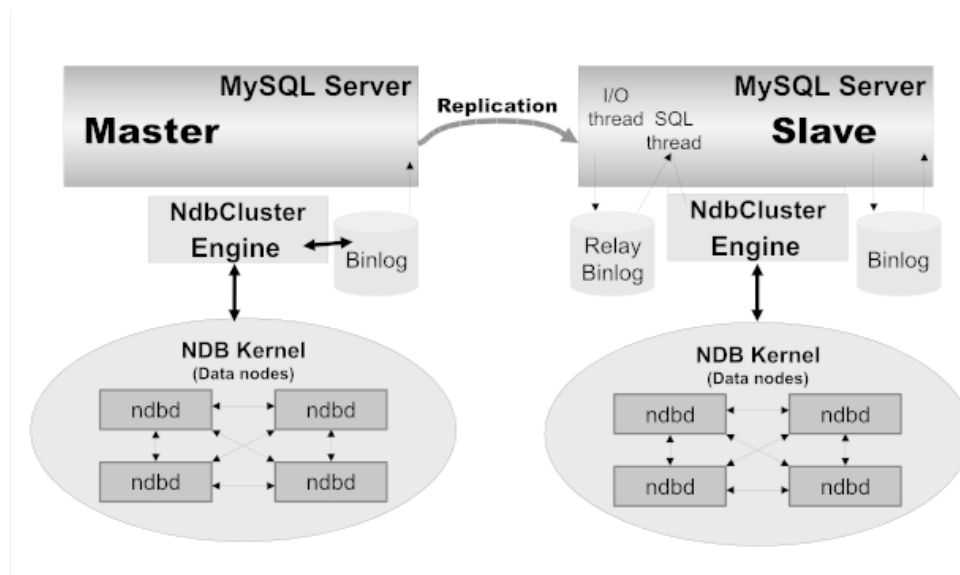 MySQL Server
Master
Replication
MySQL Server
I/O
thread
SQL
thread
Slave
NdbCluster
Engine
Binlog
Relay
Binlog
NdbCluster
Engine
Binlog
NDB Kernel
(Data nodes)
ndbd
ndbd
ndbd
ndbd
NDB Kernel
(Data nodes)
ndbd
ndbd
ndbd
ndbd